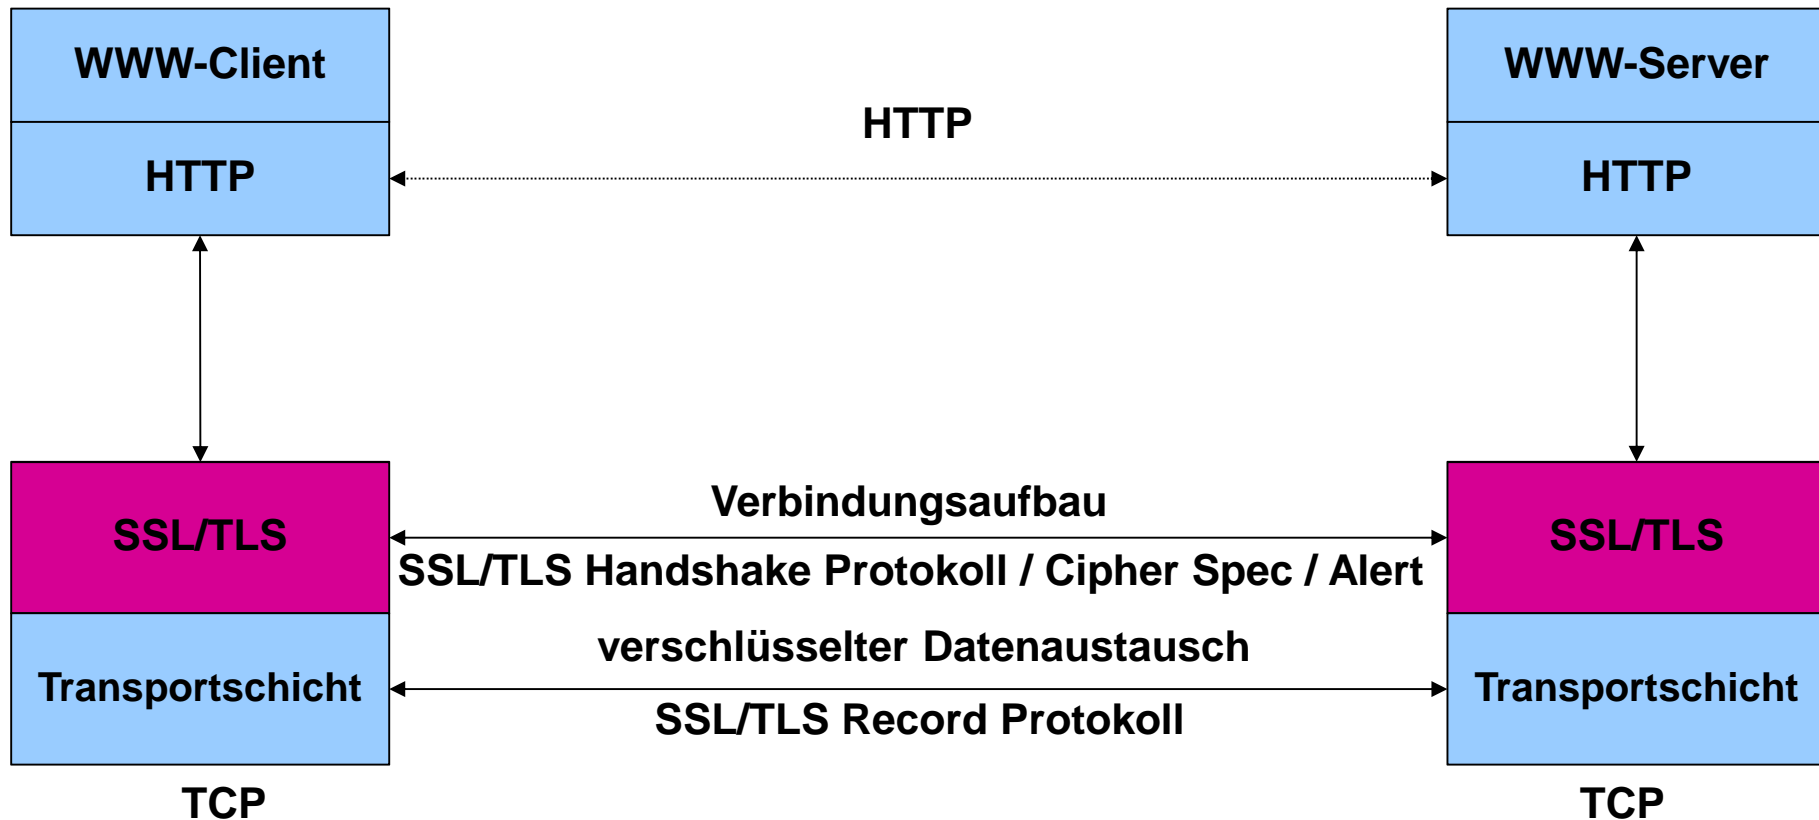 WWW-Client
WWW-Server
HTTP
HTTP
HTTP
Verbindungsaufbau
SSL/TLS
SSL/TLS
SSL/TLS Handshake Protokoll / Cipher Spec / Alert
verschlüsselter Datenaustausch
Transportschicht
Transportschicht
SSL/TLS Record Protokoll
TCP
TCP